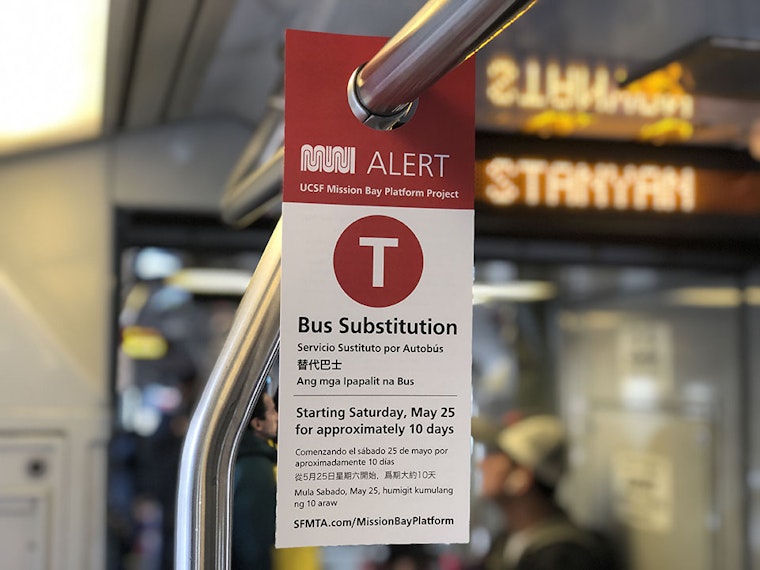 STANYAN
STANYAN
MUNI ALERT
UCSF Mission Bay Platform Project
T
Bus Substitution
Servicio Sustituto por Autobús
替代巴士
Ang mga Ipapalit na Bus
Starting Saturday, May 25
for approximately 10 days
Comenzando el sábado 25 de mayo por
aproximadamente 10 días
從5月25日星期六開始，爲期大約10天
Mula Sabado, May 25, humigit kumulang
ng 10 araw
SFMTA.com/MissionBayPlatform